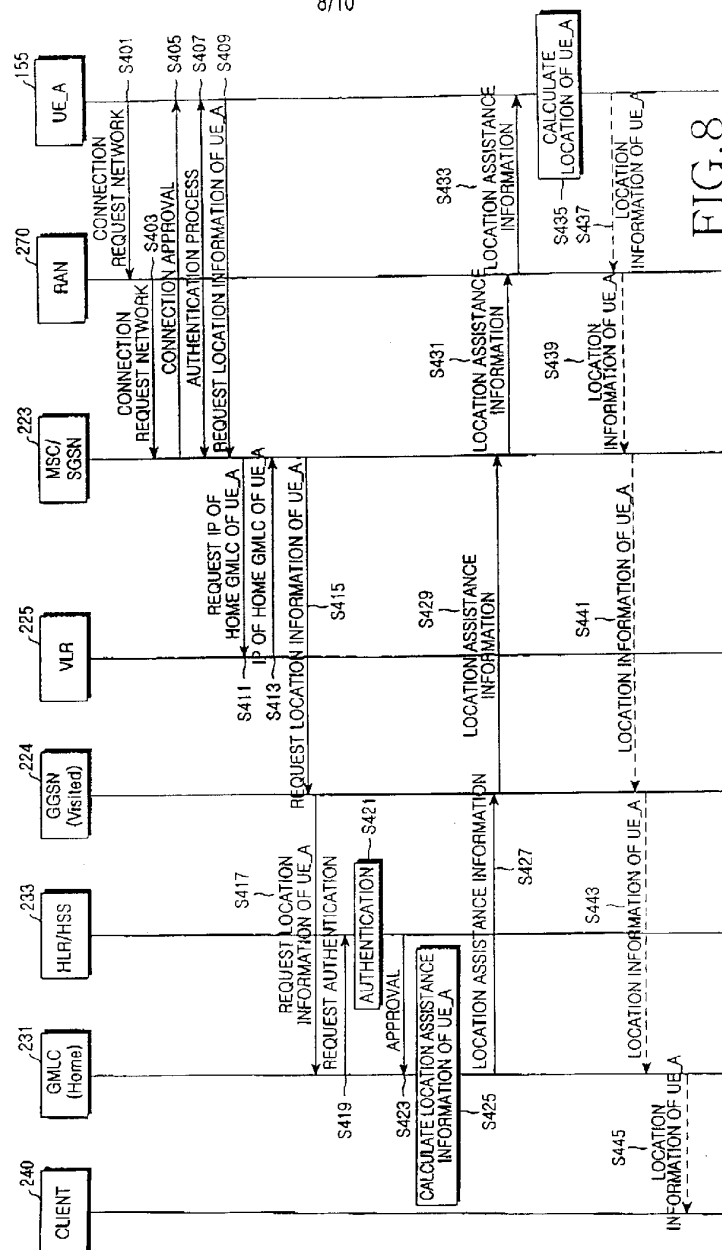 8/10
240
CLIENT
231
GMLC
(Home)
233
HLR/HSS
224
GGSN
(Visited)
225
VLR
223
MSC/
SGSN
270
RAN
155
UE_A
CONNECTION
REQUEST NETWORK
S401
CONNECTION
REQUEST NETWORK
S403
CONNECTION APPROVAL
S405
AUTHENTICATION PROCESS
S407
REQUEST LOCATION INFORMATION OF UE_A
S409
REQUEST IP OF
HOME GMLC OF UE_A
S411
IP OF HOME GMLC OF UE_A
S413
REQUEST LOCATION INFORMATION OF UE_A
S415
REQUEST LOCATION
INFORMATION OF UE_A
S417
REQUEST AUTHENTICATION
S419
AUTHENTICATION
S421
APPROVAL
S423
CALCULATE LOCATION ASSISTANCE
INFORMATION OF UE_A
S425
LOCATION ASSISTANCE INFORMATION
S427
LOCATION ASSISTANCE
INFORMATION
S429
LOCATION ASSISTANCE
INFORMATION
S431
LOCATION ASSISTANCE
INFORMATION
S433
CALCULATE
LOCATION OF UE_A
S435
S437
LOCATION
INFORMATION OF UE_A
S439
LOCATION
INFORMATION OF UE_A
S441
LOCATION INFORMATION OF UE_A
S443
LOCATION INFORMATION OF UE_A
S445
LOCATION
INFORMATION OF UE_A
FIG.8